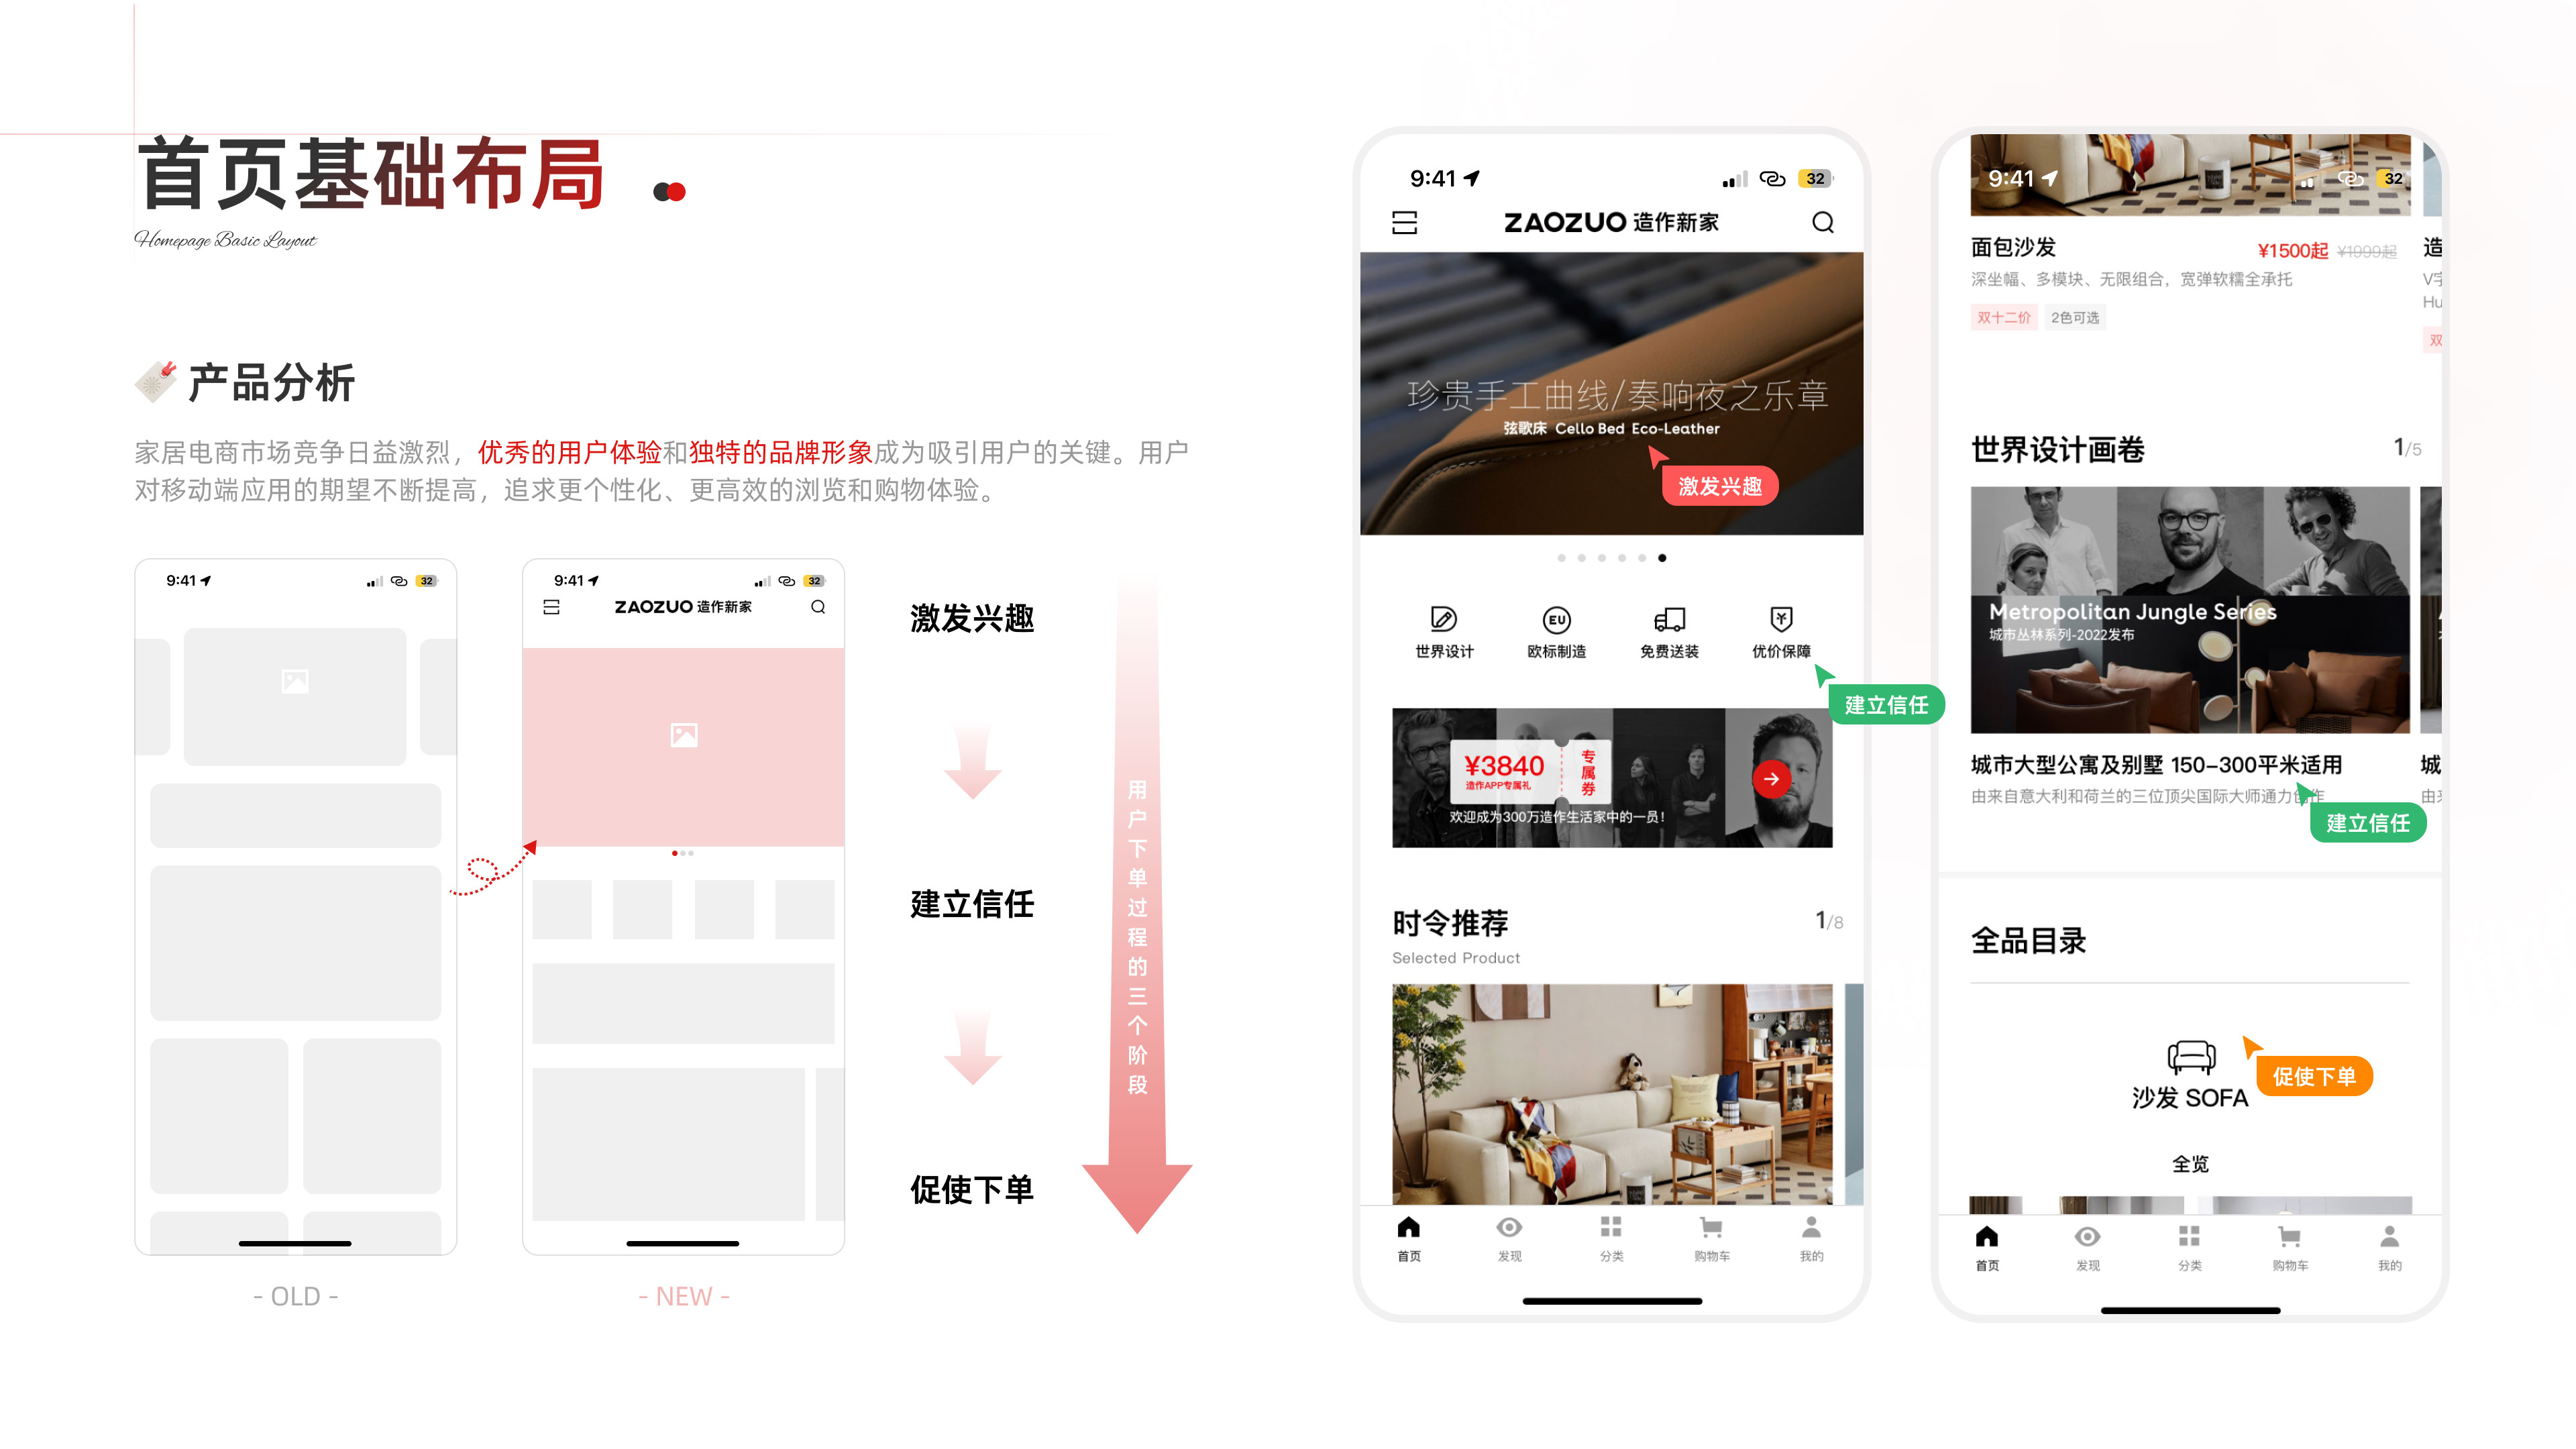 首页基础布局
Homepage Basic Layout
产品分析
家居电商市场竞争日益激烈，优秀的用户体验和独特的品牌形象成为吸引用户的关键。用户
对移动端应用的期望不断提高，追求更个性化、更高效的浏览和购物体验。
9:41
32
- OLD -
9:41
32
ZAOZUO 造作新家
- NEW -
激发兴趣
建立信任
促使下单
用户下单过程的三个阶段
9:41
32
ZAOZUO 造作新家
珍贵手工曲线/奏响夜之乐章
弦歌床 Cello Bed Eco-Leather
激发兴趣
EU
世界设计
欧标制造
免费送装
优价保障
建立信任
¥3840
造作APP专属礼
专属券
欢迎成为300万造作生活家中的一员!
时令推荐
1/8
Selected Product
首页
发现
分类
购物车
我的
9:41
32
面包沙发
¥1500起 ¥1999起
深坐幅、多模块、无限组合，宽弹软糯全承托
双十二价
2色可选
造
V字
Hu
双
世界设计画卷
1/5
Metropolitan Jungle Series
城市丛林系列-2022发布
城市大型公寓及别墅 150–300平米适用
由来自意大利和荷兰的三位顶尖国际大师通力创作
城
由
建立信任
全品目录
沙发 SOFA
促使下单
全览
首页
发现
分类
购物车
我的